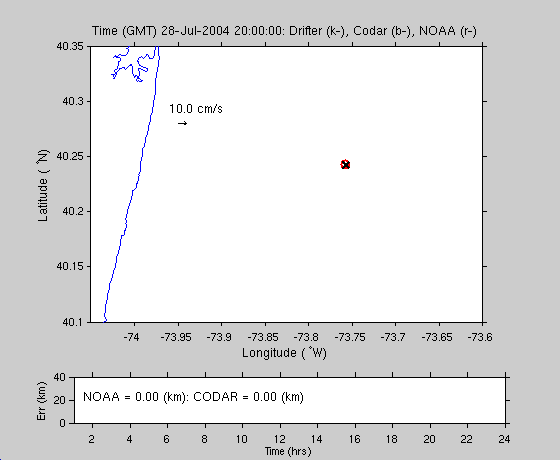 Time (GMT) 28-Jul-2004 20:00:00: Drifter (k-), Codar (b-), NOAA (r-)
40.35
40.3
40.25
40.2
40.15
40.1
Latitude ( °N)
10.0 cm/s
→
-74 -73.95 -73.9 -73.85 -73.8 -73.75 -73.7 -73.65 -73.6
Longitude ( °W)
40
20
0
Err (km)
NOAA = 0.00 (km): CODAR = 0.00 (km)
2 4 6 8 10 12 14 16 18 20 22 24
Time (hrs)